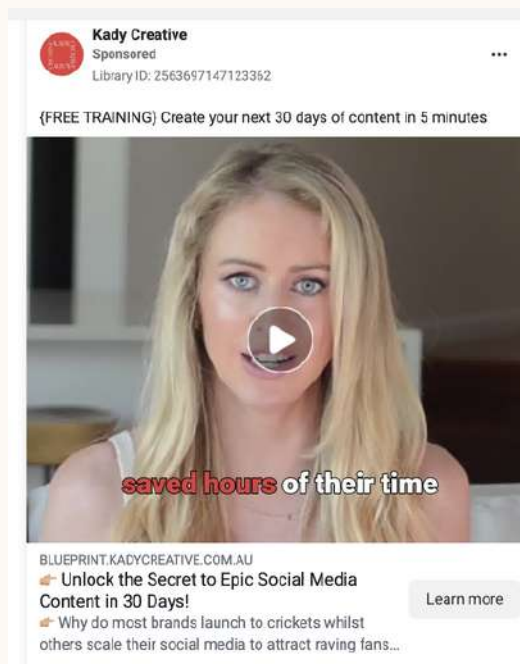 Kady Creative
Sponsored
Library ID: 2563697147123362
{FREE TRAINING} Create your next 30 days of content in 5 minutes
saved hours of their time
BLUEPRINT.KADYCREATIVE.COM.AU
👉 Unlock the Secret to Epic Social Media
Content in 30 Days!
Learn more
👉 Why do most brands launch to crickets whilst
others scale their social media to attract raving fans...